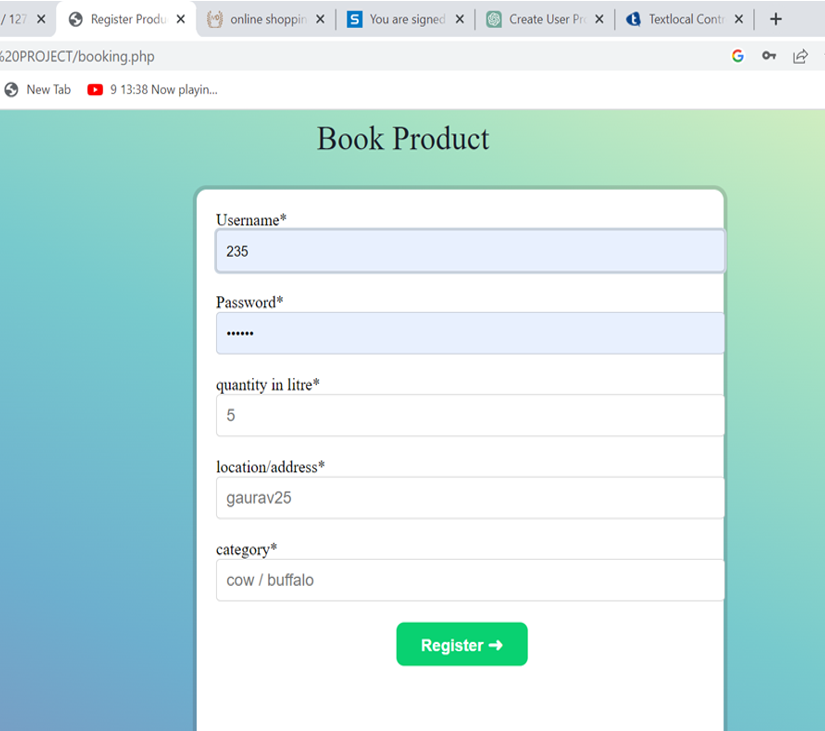 / 127 Register Produ online shoppin You are signed Create User Pr Textlocal Cont
%20PROJECT/booking.php
New Tab 9 13:38 Now playin...
Book Product
Username*
235
Password*
••••••
quantity in litre*
5
location/address*
gaurav25
category*
cow / buffalo
Register ➜